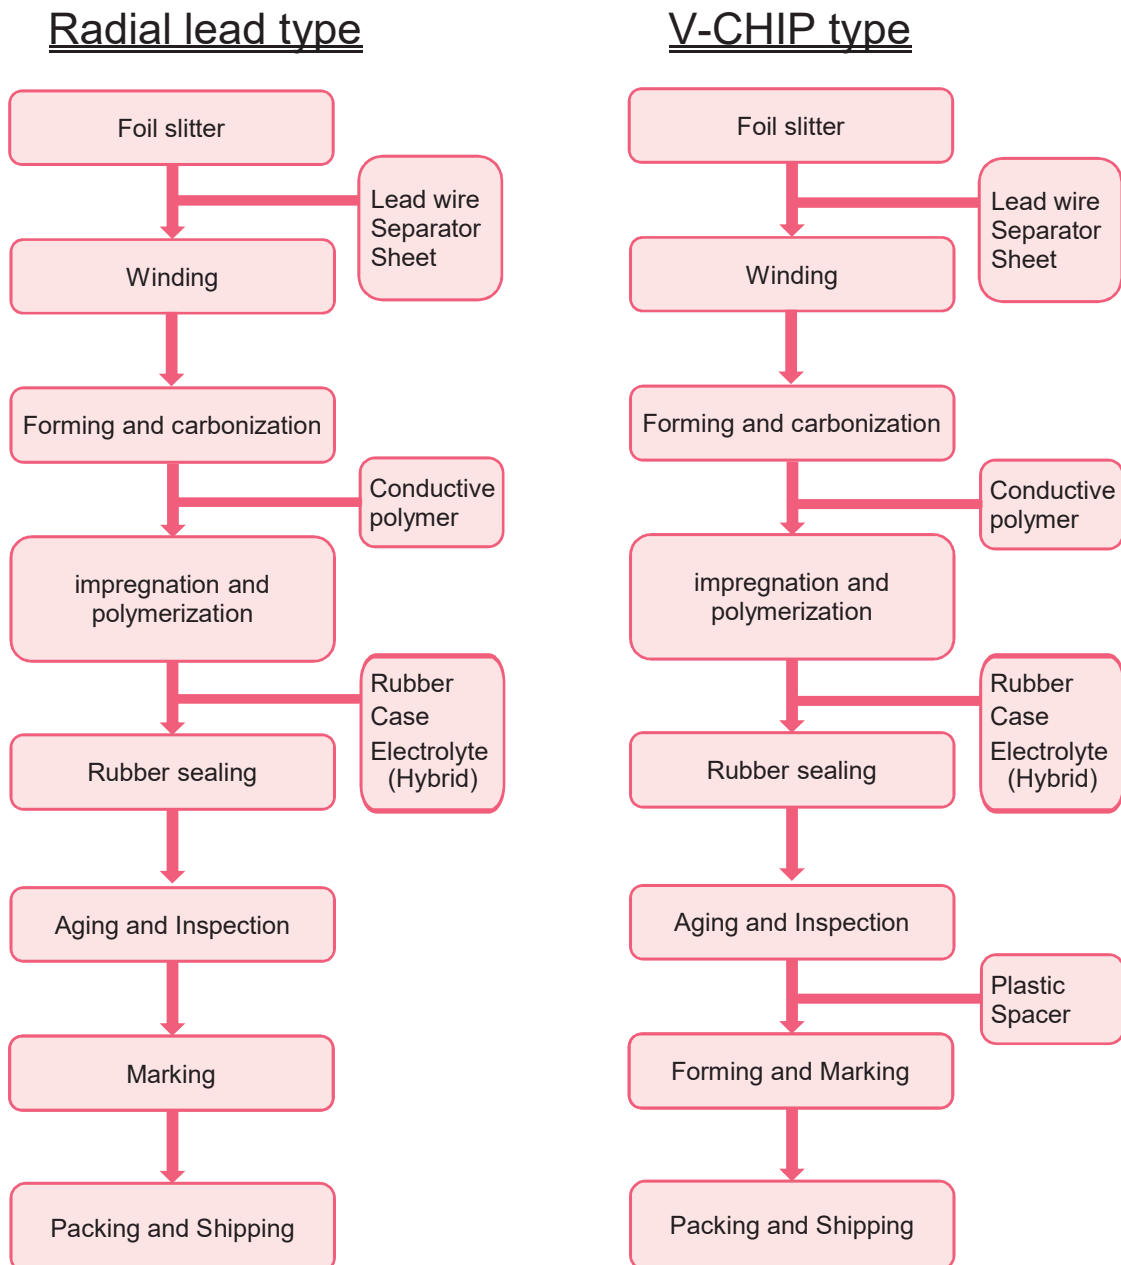 Radial lead type
Foil slitter
Lead wire
Separator
Sheet
Winding
Forming and carbonization
Conductive
polymer
impregnation and
polymerization
Rubber
Case
Electrolyte
(Hybrid)
Rubber sealing
Aging and Inspection
Marking
Packing and Shipping
V-CHIP type
Foil slitter
Lead wire
Separator
Sheet
Winding
Forming and carbonization
Conductive
polymer
impregnation and
polymerization
Rubber
Case
Electrolyte
(Hybrid)
Rubber sealing
Aging and Inspection
Plastic
Spacer
Forming and Marking
Packing and Shipping